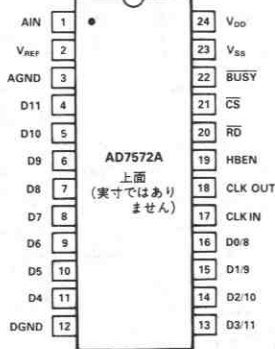 AIN 1 24 VDD
VREF 2 23 VSS
AGND 3 22 BUSY
D11 4 21 CS
D10 5 20 RD
D9 6 19 HBEN
AD7572A
上面
(実寸ではあり
ません)
D8 7 18 CLK OUT
D7 8 17 CLK IN
D6 9 16 D0/8
D5 10 15 D1/9
D4 11 14 D2/10
DGND 12 13 D3/11